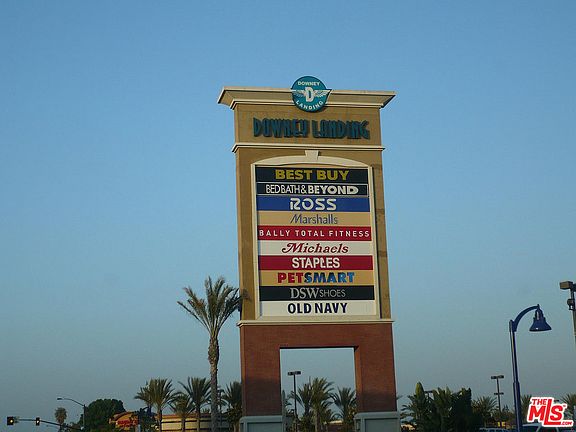 DOWNEY
D
LANDING
DOWNEY LANDING
BEST BUY
BED BATH & BEYOND
ROSS
Marshalls
BALLY TOTAL FITNESS
Michaels
STAPLES
PETSMART
DSW SHOES
OLD NAVY
THE MLS